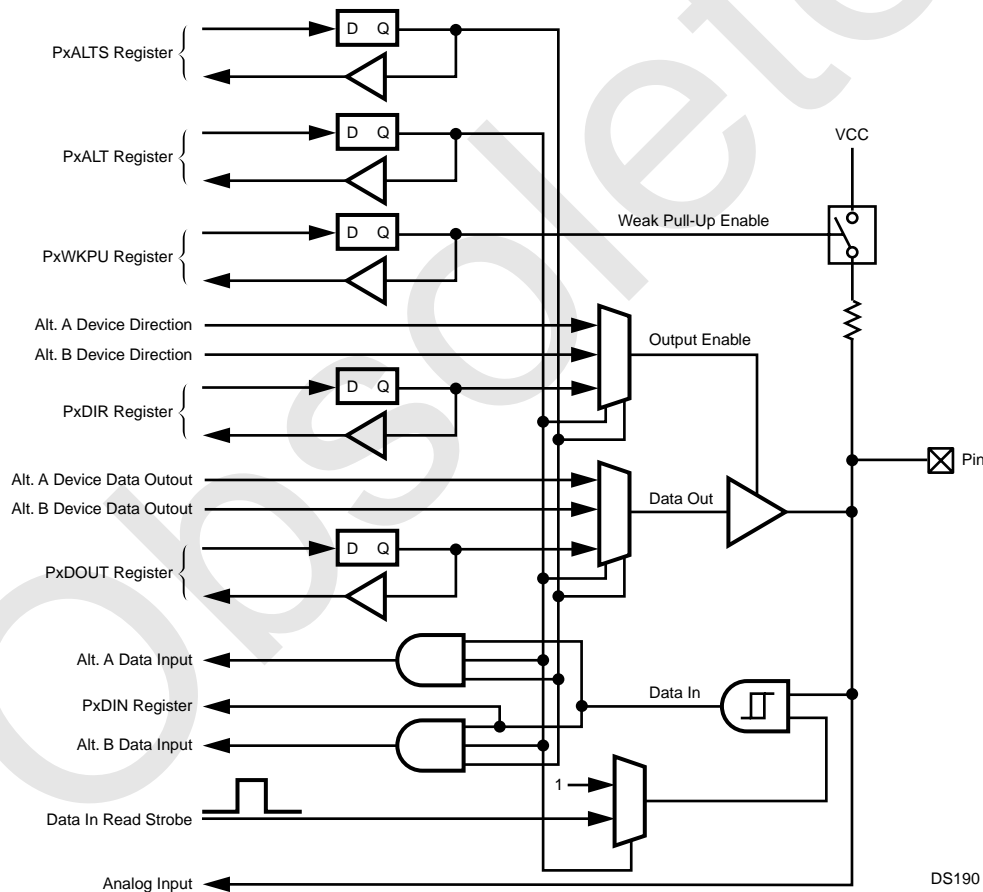 Obsolete
PxALTS Register
D Q
PxALT Register
D Q
VCC
PxWKPU Register
D Q
Weak Pull-Up Enable
Alt. A Device Direction
Alt. B Device Direction
Output Enable
PxDIR Register
D Q
Pin
Alt. A Device Data Outout
Alt. B Device Data Outout
Data Out
PxDOUT Register
D Q
Alt. A Data Input
PxDIN Register
Data In
Alt. B Data Input
1
Data In Read Strobe
Analog Input
DS190